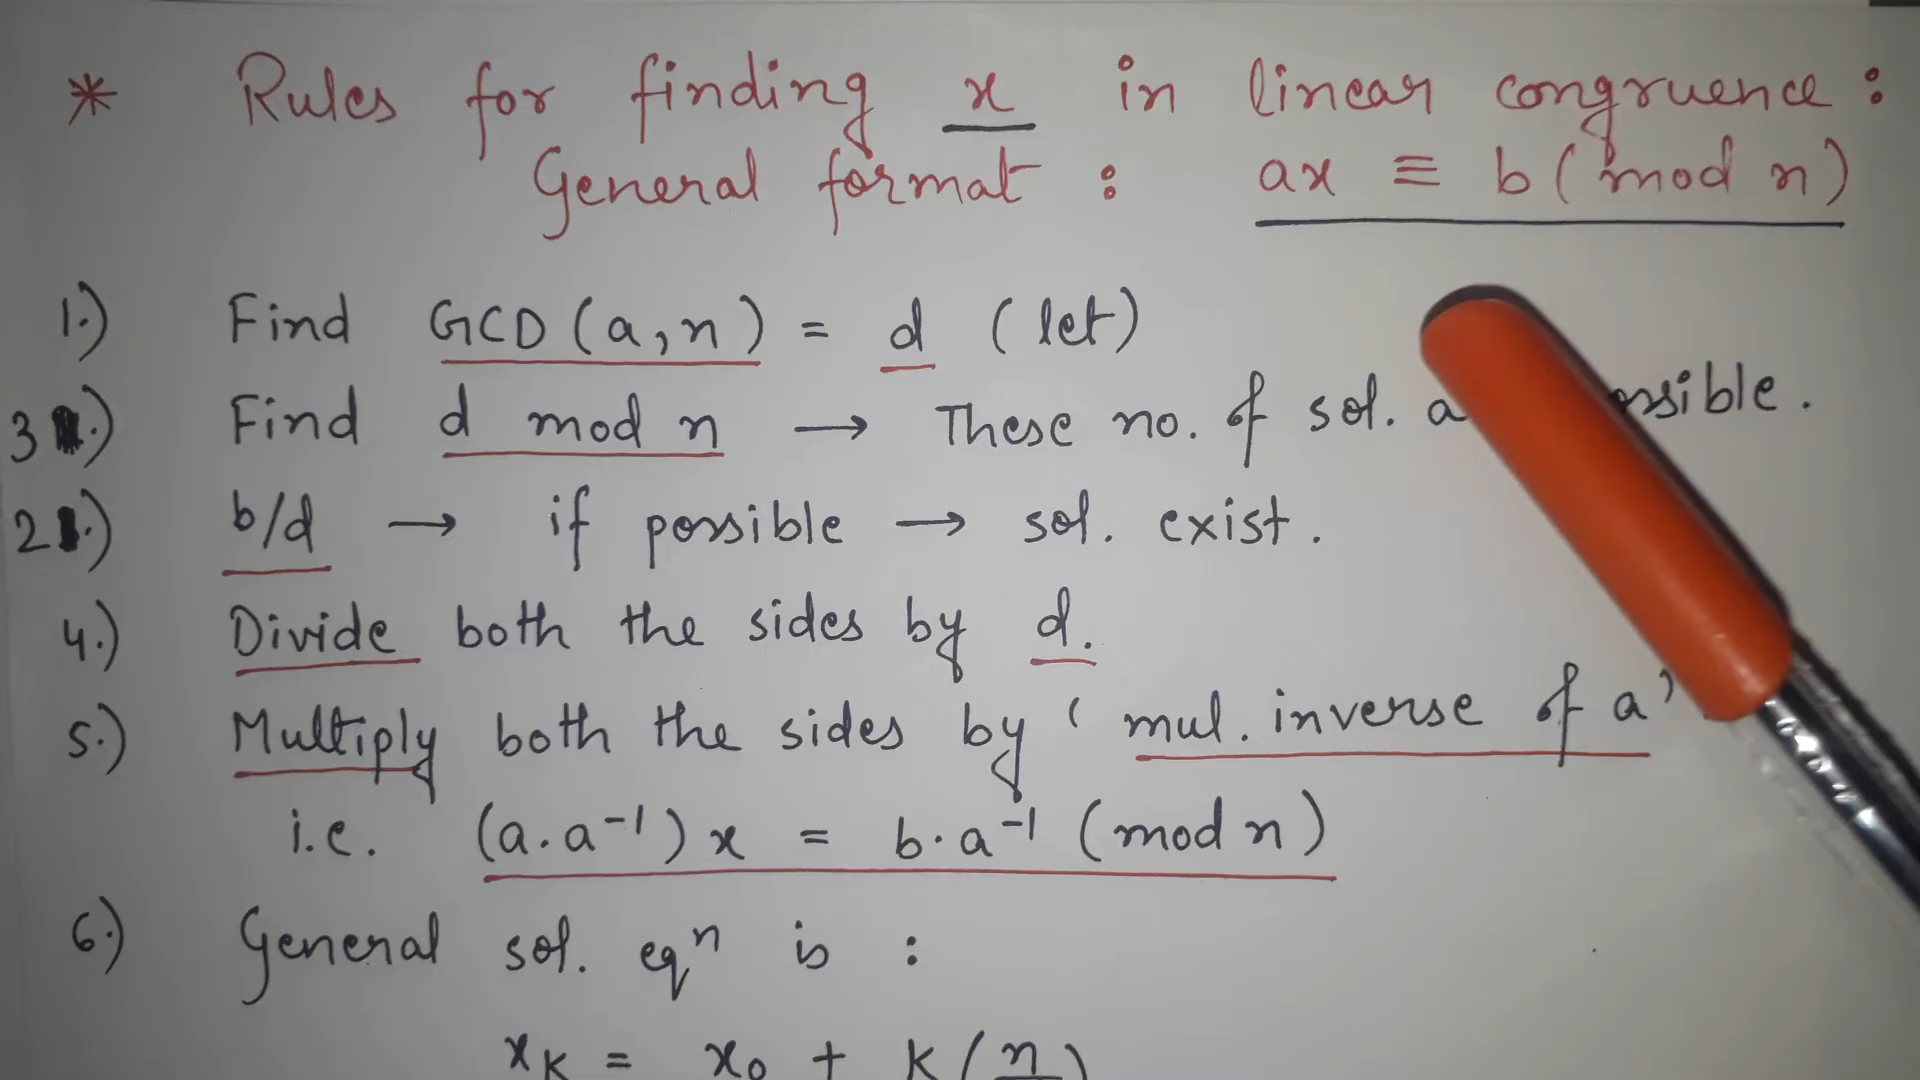 * Rules for finding x in linear congruence :
General format : ax ≡ b (mod n)
1.) Find GCD (a, n) = d (let)
3.) Find d mod n → These no. of sol.
2.) b/d → if possible → sol. exist.
4.) Divide both the sides by d.
5.) Multiply both the sides by 'mul. inverse of a'
i.e. (a.a⁻¹) x = b.a⁻¹ (mod n)
6.) General sol. eqⁿ is :
xₖ = x₀ + K (n